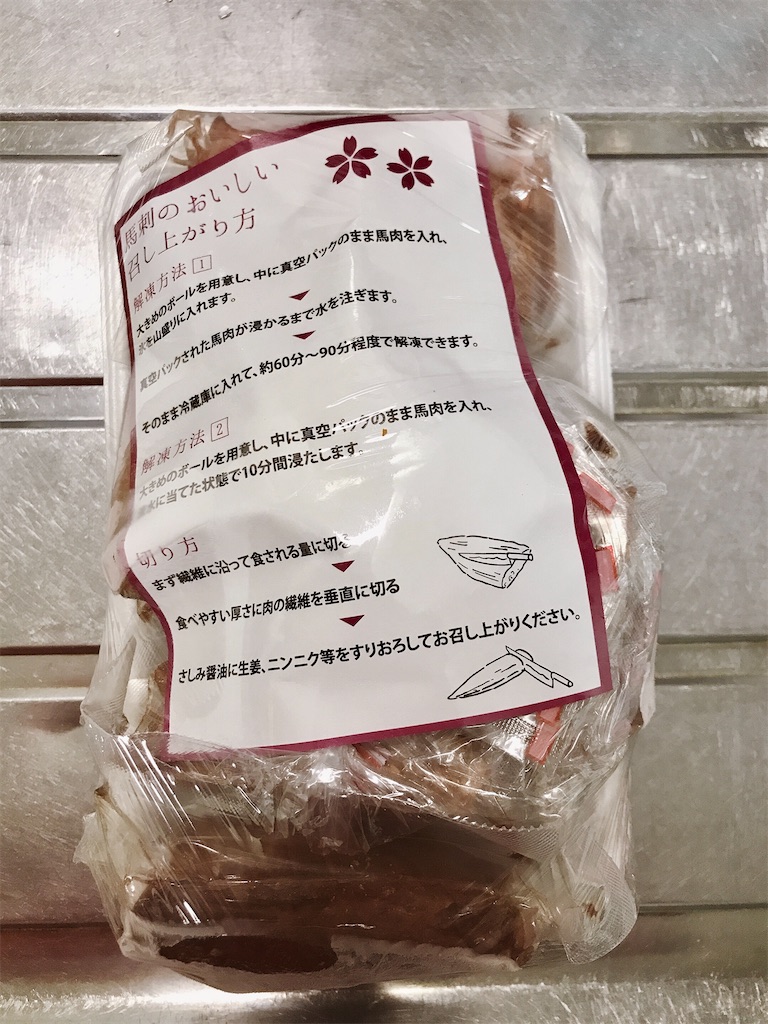 馬刺のおいしい
召し上がり方
解凍方法 1
大きめのボールを用意し、中に真空パックのまま馬肉を入れ、
氷を山盛りに入れます。
真空パックされた馬肉が浸かるまで水を注ぎます。
そのまま冷蔵庫に入れて、約60分～90分程度で解凍できます。
解凍方法 2
大きめのボールを用意し、中に真空パックのまま馬肉を入れ、
流水に当てた状態で10分間浸たします。
切り方
まず繊維に沿って食される量に切る
食べやすい厚さに肉の繊維を垂直に切る
さしみ醤油に生姜、ニンニク等をすりおろしてお召し上がりください。